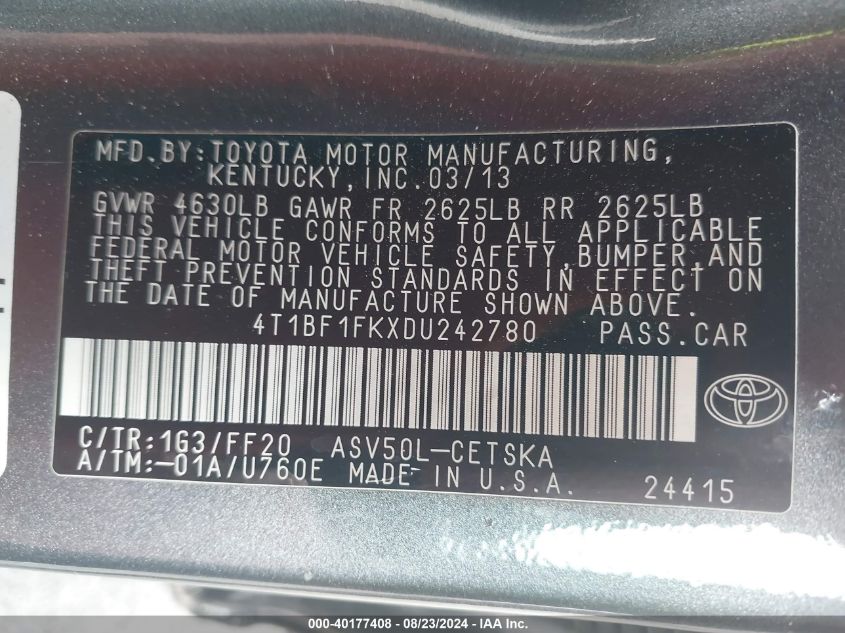 MFD.BY:TOYOTA MOTOR MANUFACTURING,
KENTUCKY,INC.03/13
GVWR 4630LB GAWR FR 2625LB RR 2625LB
THIS VEHICLE CONFORMS TO ALL APPLICABLE
FEDERAL MOTOR VEHICLE SAFETY,BUMPER,AND
THEFT PREVENTION STANDARDS IN EFFECT ON
THE DATE OF MANUFACTURE SHOWN ABOVE.
4T1BF1FKXDU242780 PASS.CAR
C/TR:1G3/FF20 ASV50L-CETSKA
A/TM:-01A/U760E MADE IN U.S.A. 24415
000-40177408 - 08/23/2024 - IAA Inc.